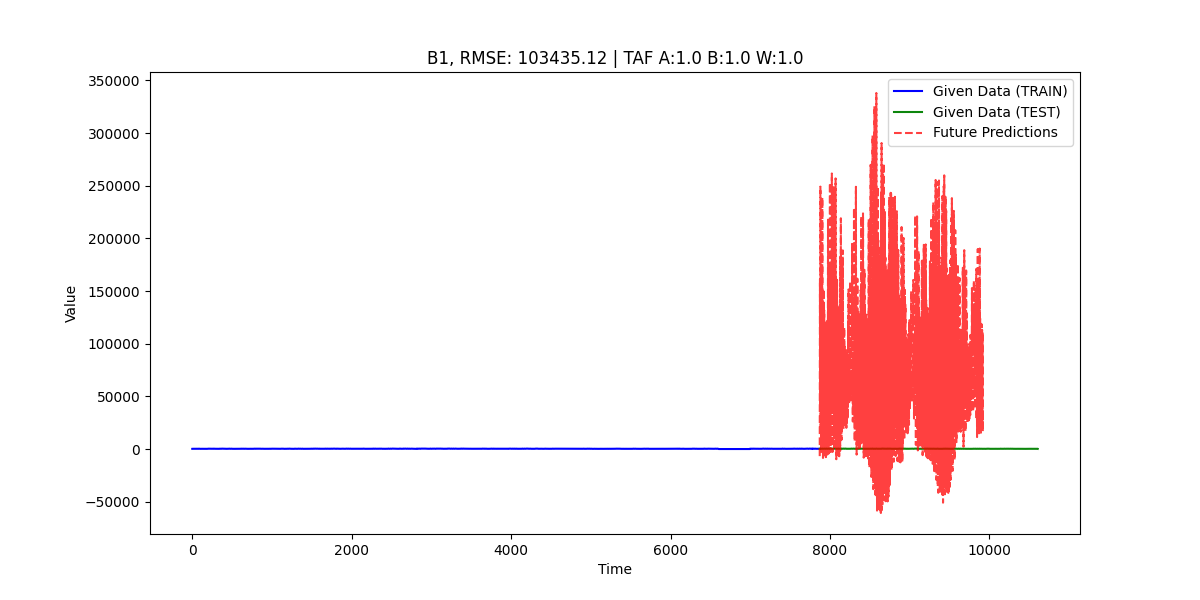 B1, RMSE: 103435.12 | TAF A:1.0 B:1.0 W:1.0
350000
300000
250000
200000
150000
100000
50000
0
−50000
Value
Given Data (TRAIN)
Given Data (TEST)
Future Predictions
0 2000 4000 6000 8000 10000
Time